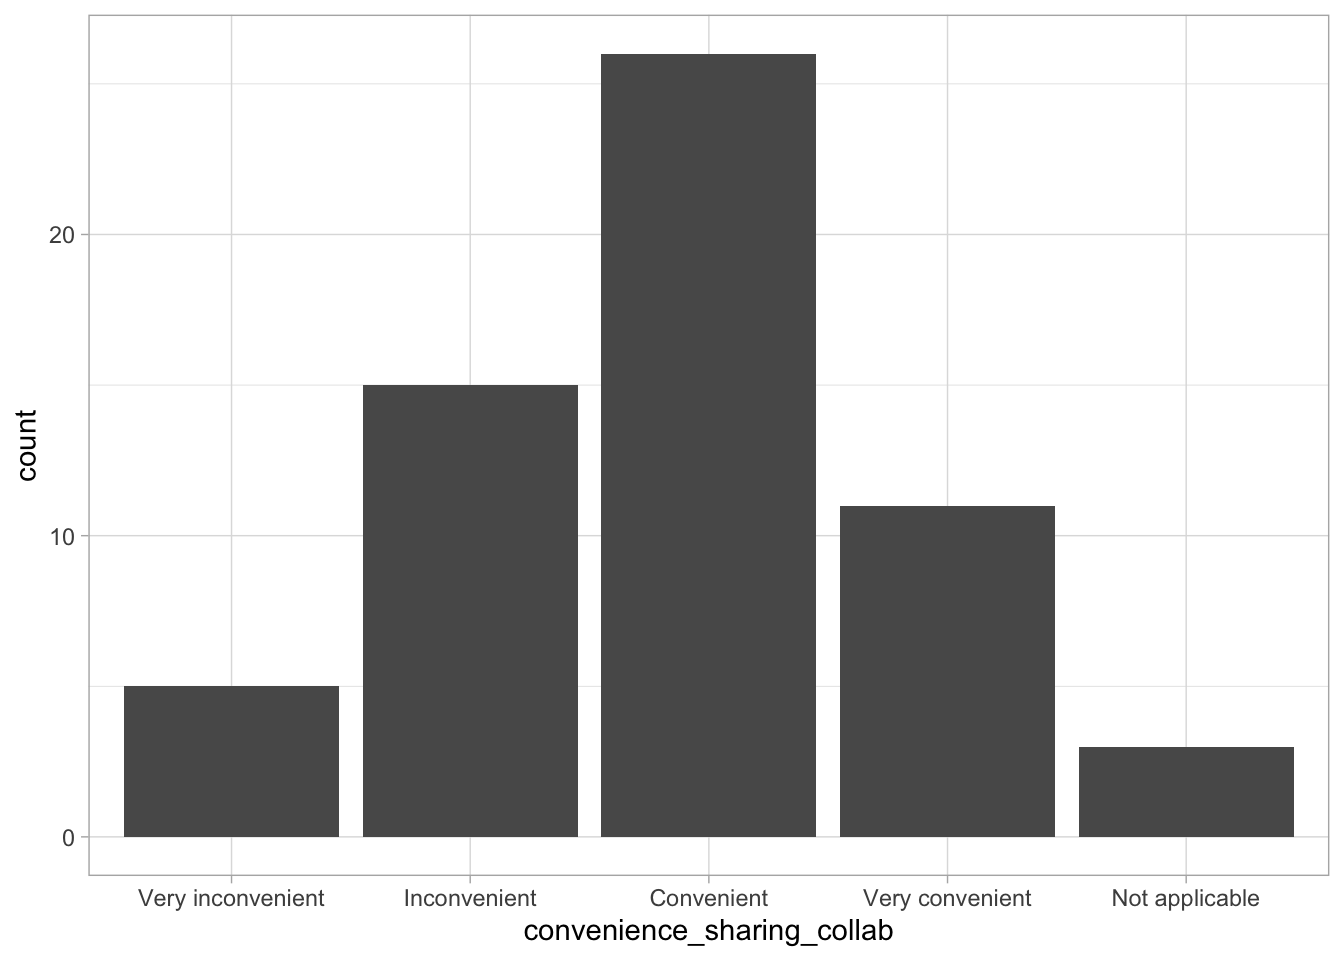 count
20
10
0
Very inconvenient Inconvenient Convenient Very convenient Not applicable
convenience_sharing_collab